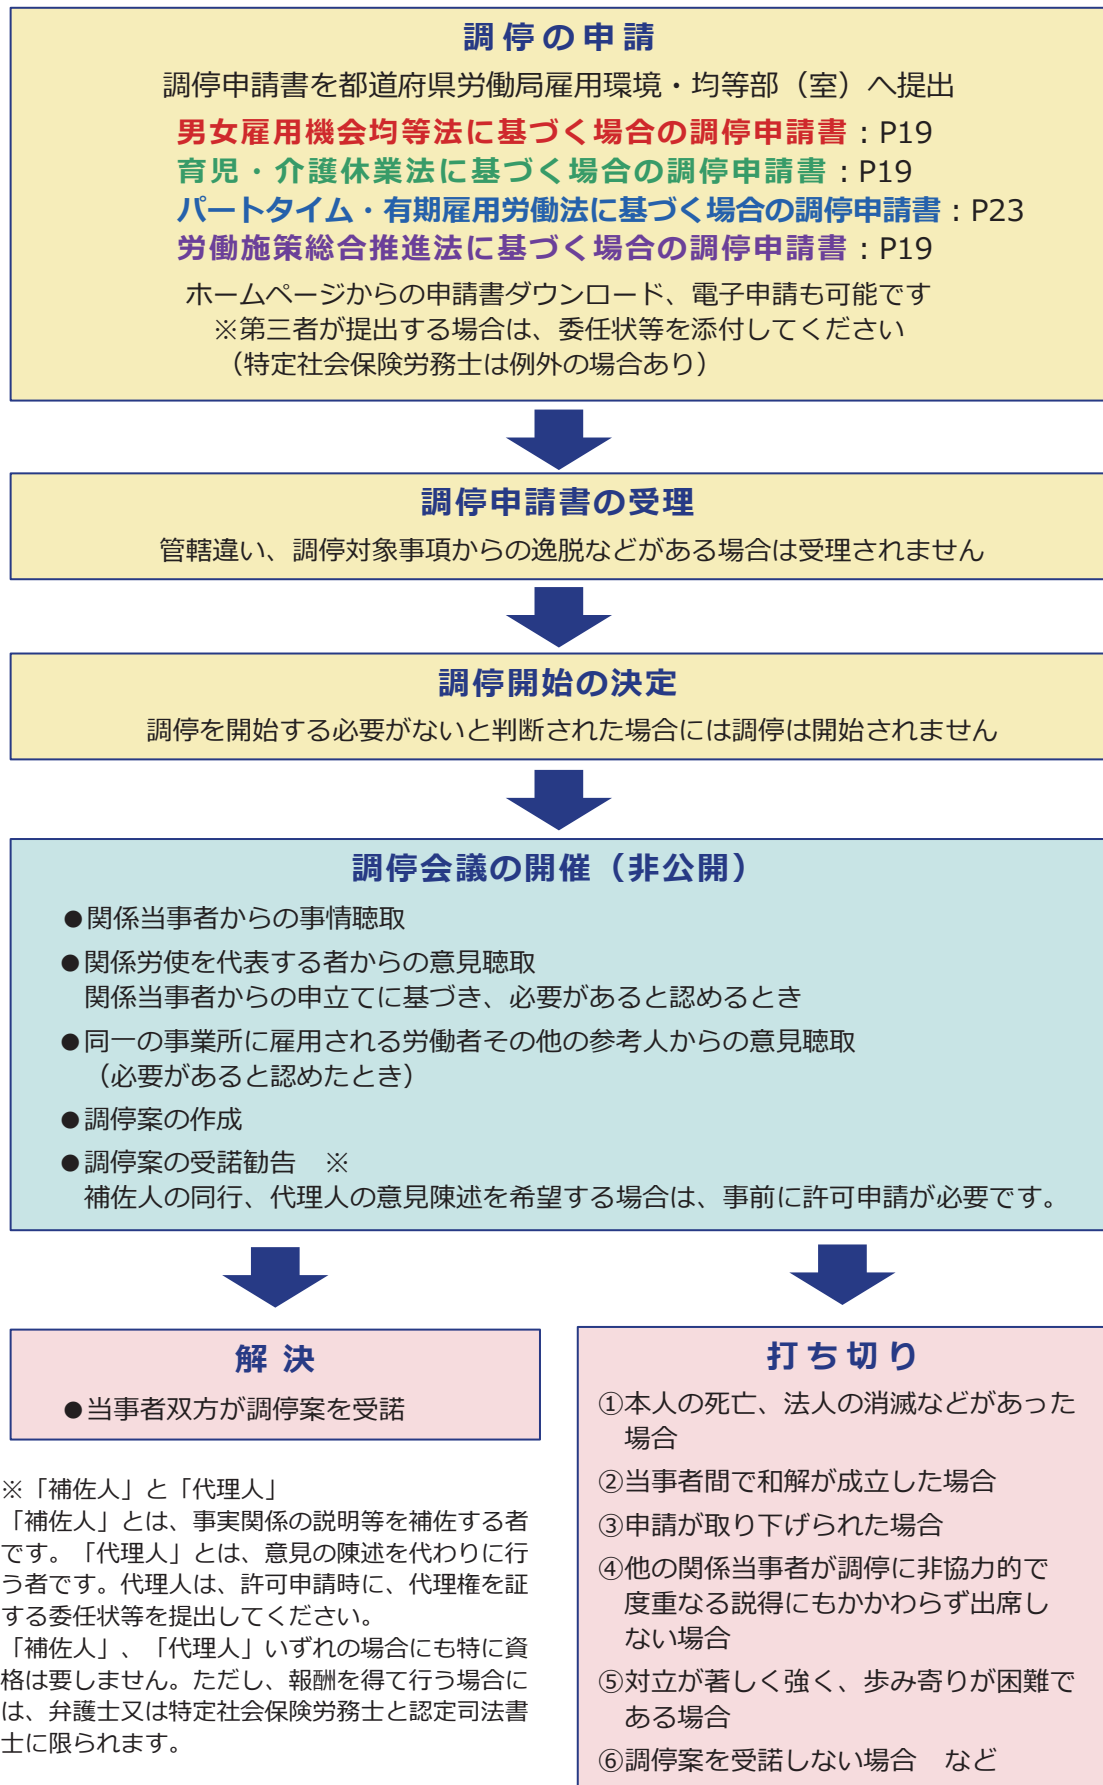 調停の申請
調停申請書を都道府県労働局雇用環境・均等部（室）へ提出
男女雇用機会均等法に基づく場合の調停申請書：P19
育児・介護休業法に基づく場合の調停申請書：P19
パートタイム・有期雇用労働法に基づく場合の調停申請書：P23
労働施策総合推進法に基づく場合の調停申請書：P19
ホームページからの申請書ダウンロード、電子申請も可能です
※第三者が提出する場合は、委任状等を添付してください
（特定社会保険労務士は例外の場合あり）
調停申請書の受理
管轄違い、調停対象事項からの逸脱などがある場合は受理されません
調停開始の決定
調停を開始する必要がないと判断された場合には調停は開始されません
調停会議の開催（非公開）
●関係当事者からの事情聴取
●関係労使を代表する者からの意見聴取
関係当事者からの申立てに基づき、必要があると認めるとき
●同一の事業所に雇用される労働者その他の参考人からの意見聴取
（必要があると認めたとき）
●調停案の作成
●調停案の受諾勧告　※
補佐人の同行、代理人の意見陳述を希望する場合は、事前に許可申請が必要です。
解 決
●当事者双方が調停案を受諾
※「補佐人」と「代理人」
「補佐人」とは、事実関係の説明等を補佐する者
です。「代理人」とは、意見の陳述を代わりに行
う者です。代理人は、許可申請時に、代理権を証
する委任状等を提出してください。
「補佐人」、「代理人」いずれの場合にも特に資
格は要しません。ただし、報酬を得て行う場合に
は、弁護士又は特定社会保険労務士と認定司法書
士に限られます。
打ち切り
①本人の死亡、法人の消滅などがあった
場合
②当事者間で和解が成立した場合
③申請が取り下げられた場合
④他の関係当事者が調停に非協力的で
度重なる説得にもかかわらず出席し
ない場合
⑤対立が著しく強く、歩み寄りが困難で
ある場合
⑥調停案を受諾しない場合　など